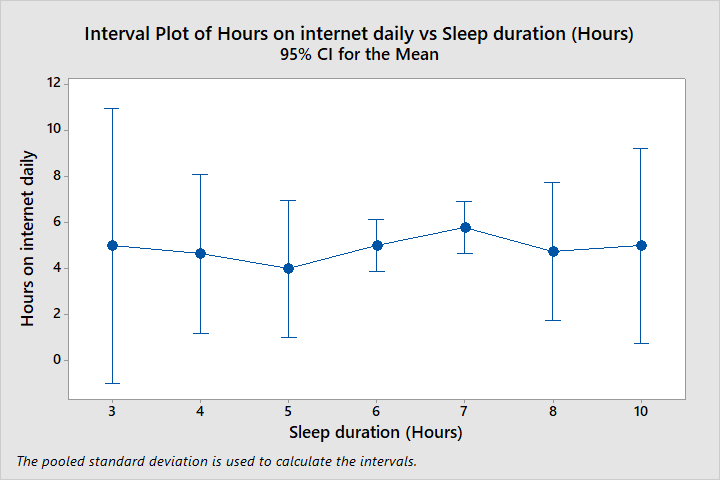 Interval Plot of Hours on internet daily vs Sleep duration (Hours)
95% CI for the Mean
Hours on internet daily
12
10
8
6
4
2
0
3 4 5 6 7 8 10
Sleep duration (Hours)
The pooled standard deviation is used to calculate the intervals.